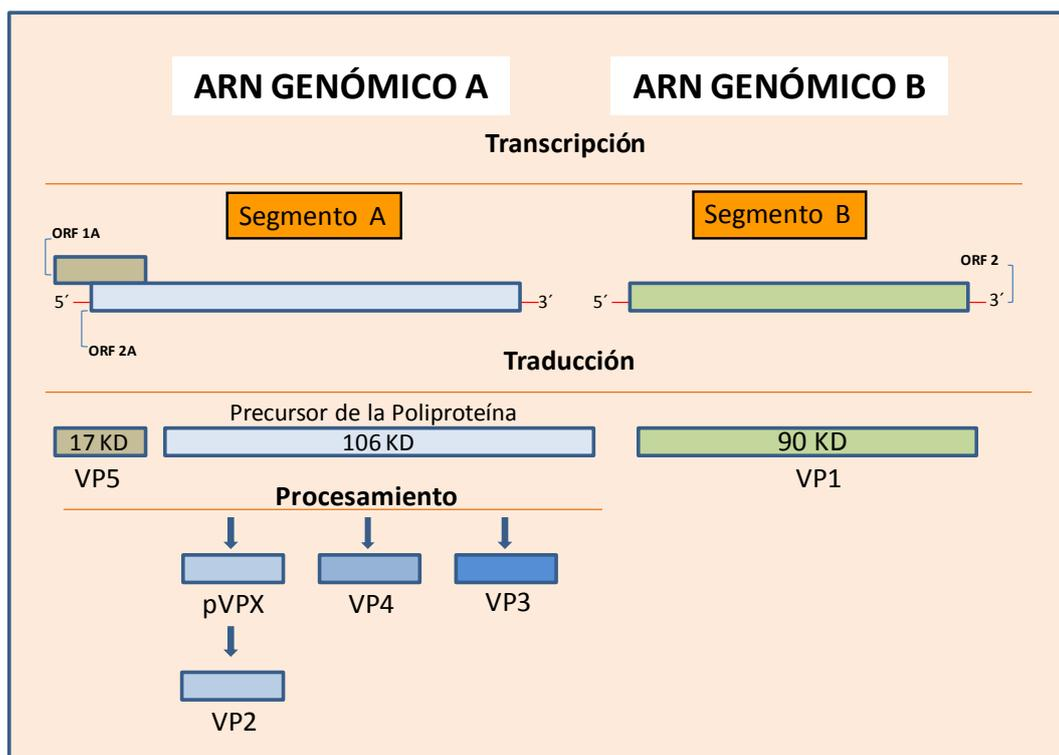 ARN GENÓMICO A
ARN GENÓMICO B
Transcripción
Segmento A
Segmento B
ORF 1A
ORF 2
5´
3´
5´
3´
ORF 2A
Traducción
Precursor de la Poliproteína
17 KD
106 KD
90 KD
VP5
VP1
Procesamiento
pVPX
VP4
VP3
VP2